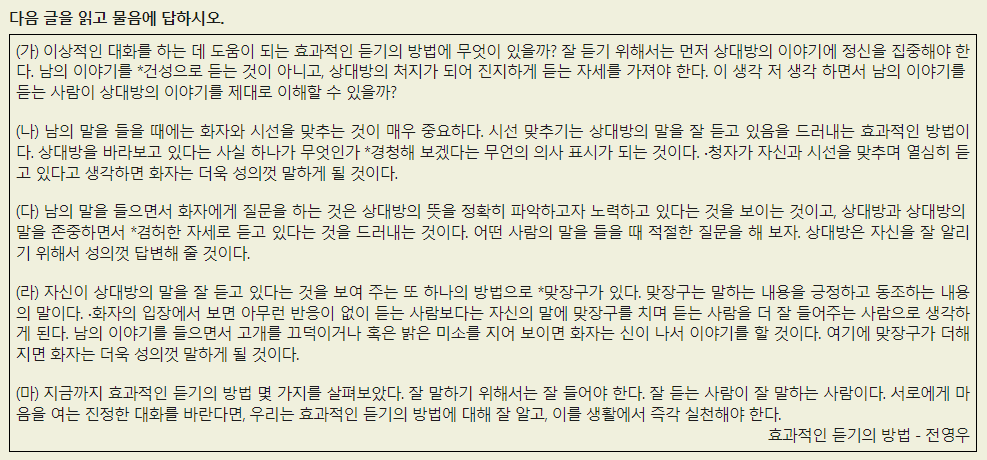 다음 글을 읽고 물음에 답하시오.
(가) 이상적인 대화를 하는 데 도움이 되는 효과적인 듣기의 방법에 무엇이 있을까? 잘 듣기 위해서는 먼저 상대방의 이야기에 정신을 집중해야 한
다. 남의 이야기를 *건성으로 듣는 것이 아니고, 상대방의 처지가 되어 진지하게 듣는 자세를 가져야 한다. 이 생각 저 생각 하면서 남의 이야기를
듣는 사람이 상대방의 이야기를 제대로 이해할 수 있을까?
(나) 남의 말을 들을 때에는 화자와 시선을 맞추는 것이 매우 중요하다. 시선 맞추기는 상대방의 말을 잘 듣고 있음을 드러내는 효과적인 방법이
다. 상대방을 바라보고 있다는 사실 하나가 무엇인가 *경청해 보겠다는 무언의 의사 표시가 되는 것이다. ·청자가 자신과 시선을 맞추며 열심히 듣
고 있다고 생각하면 화자는 더욱 성의껏 말하게 될 것이다.
(다) 남의 말을 들으면서 화자에게 질문을 하는 것은 상대방의 뜻을 정확히 파악하고자 노력하고 있다는 것을 보이는 것이고, 상대방과 상대방의
말을 존중하면서 *겸허한 자세로 듣고 있다는 것을 드러내는 것이다. 어떤 사람의 말을 들을 때 적절한 질문을 해 보자. 상대방은 자신을 잘 알리
기 위해서 성의껏 답변해 줄 것이다.
(라) 자신이 상대방의 말을 잘 듣고 있다는 것을 보여 주는 또 하나의 방법으로 *맞장구가 있다. 맞장구는 말하는 내용을 긍정하고 동조하는 내용
의 말이다. ·화자의 입장에서 보면 아무런 반응이 없이 듣는 사람보다는 자신의 말에 맞장구를 치며 듣는 사람을 더 잘 들어주는 사람으로 생각하
게 된다. 남의 이야기를 들으면서 고개를 끄덕이거나 혹은 밝은 미소를 지어 보이면 화자는 신이 나서 이야기를 할 것이다. 여기에 맞장구가 더해
지면 화자는 더욱 성의껏 말하게 될 것이다.
(마) 지금까지 효과적인 듣기의 방법 몇 가지를 살펴보았다. 잘 말하기 위해서는 잘 들어야 한다. 잘 듣는 사람이 잘 말하는 사람이다. 서로에게 마
음을 여는 진정한 대화를 바란다면, 우리는 효과적인 듣기의 방법에 대해 잘 알고, 이를 생활에서 즉각 실천해야 한다.
효과적인 듣기의 방법 - 전영우